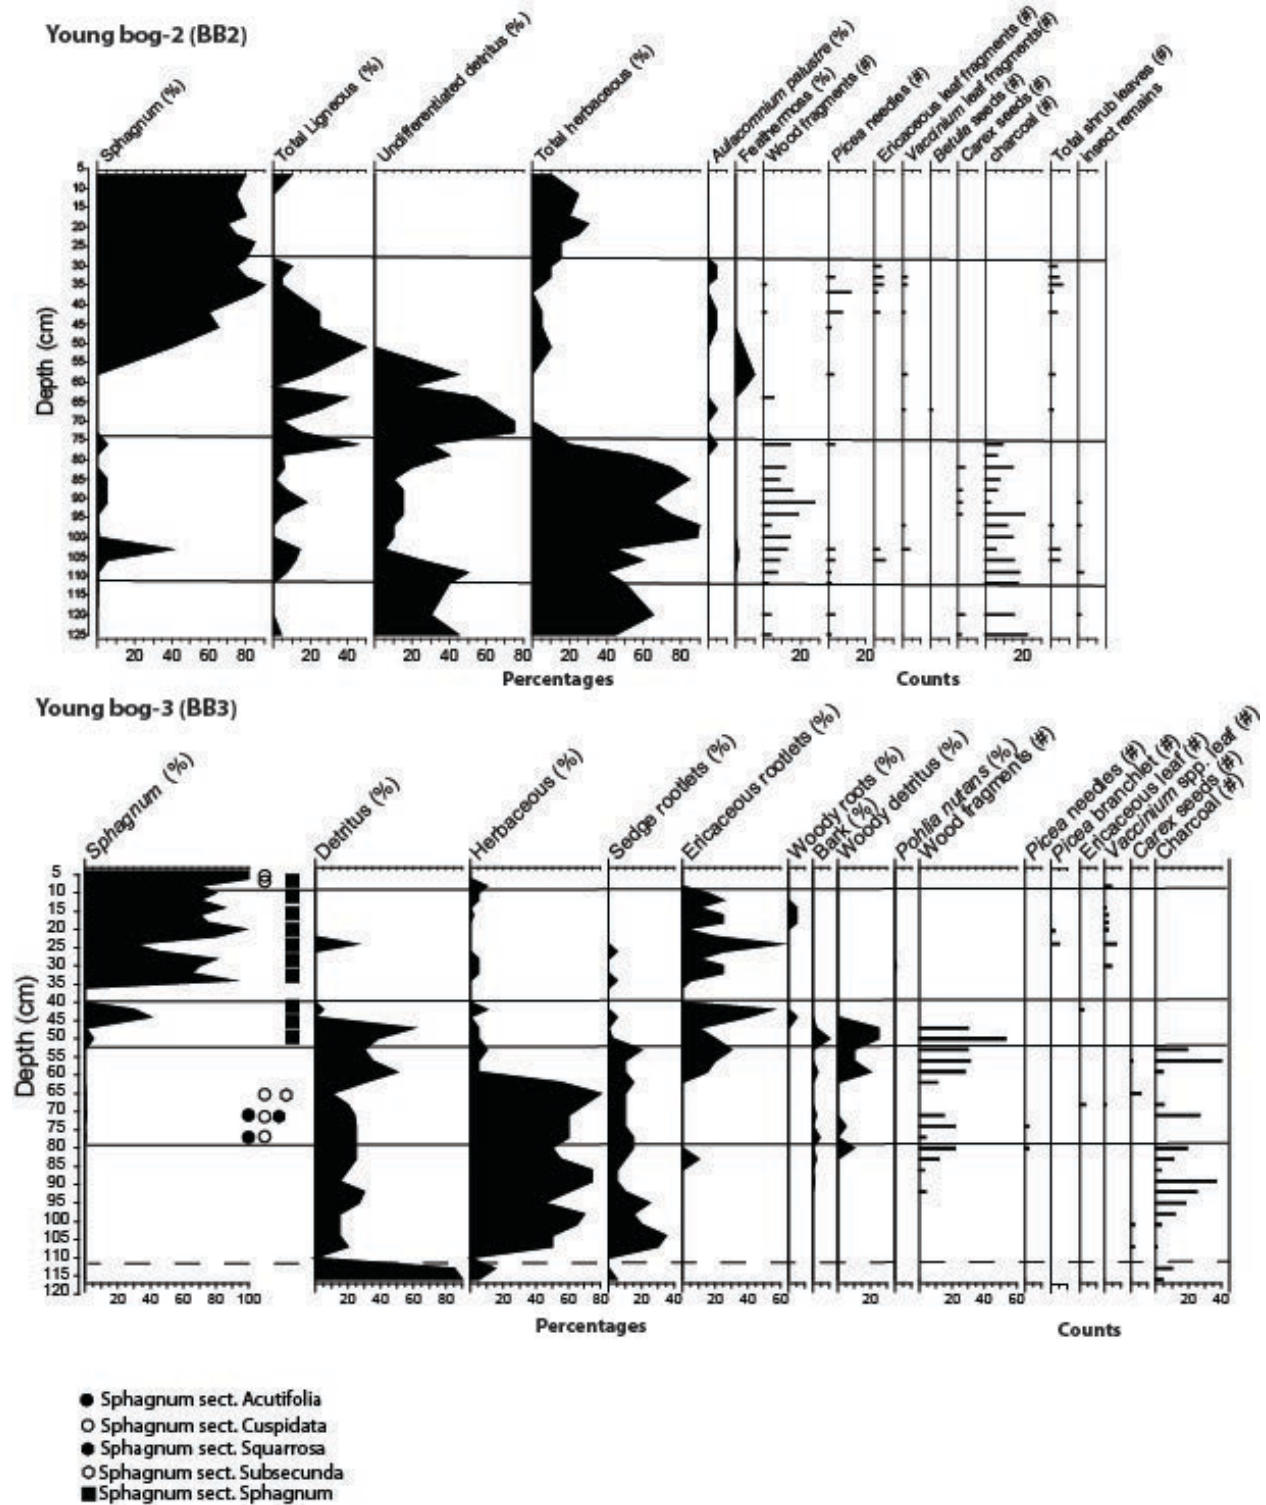 Young bog-2 (BB2)
Sphagnum (%)
Total Ligneous (%)
Undifferentiated detritus (%)
Total herbaceous (%)
Aulacomnium palustre (%)
Feathermoss (%)
Wood fragments (#)
Picea needles (#)
Ericaceous leaf fragments (#)
Vaccinium leaf fragments(#)
Betula seeds (#)
Carex seeds (#)
charcoal (#)
Total shrub leaves (#)
Insect remains
Depth (cm)
5
10
15
20
25
30
35
40
45
50
55
60
65
70
75
80
85
90
95
100
105
110
115
120
125
20 40 60 80 20 40 20 40 60 80 20 40 60 80 20 20 20
Percentages Counts
Young bog-3 (BB3)
Sphagnum (%)
Detritus (%)
Herbaceous (%)
Sedge rootlets (%)
Ericaceous rootlets (%)
Woody roots (%)
Bark (%)
Woody detritus (%)
Pohlia nutans (%)
Wood fragments (#)
Picea needles (#)
Picea branchlet (#)
Ericaceous leaf (#)
Vaccinium spp. leaf (#)
Carex seeds (#)
Charcoal (#)
Depth (cm)
5
10
15
20
25
30
35
40
45
50
55
60
65
70
75
80
85
90
95
100
105
110
115
120
20 40 60 80 100 20 40 60 80 20 40 60 80 20 40 20 40 60 20 20 40 60 20 40
Percentages Counts
Sphagnum sect. Acutifolia
Sphagnum sect. Cuspidata
Sphagnum sect. Squarrosa
Sphagnum sect. Subsecunda
Sphagnum sect. Sphagnum